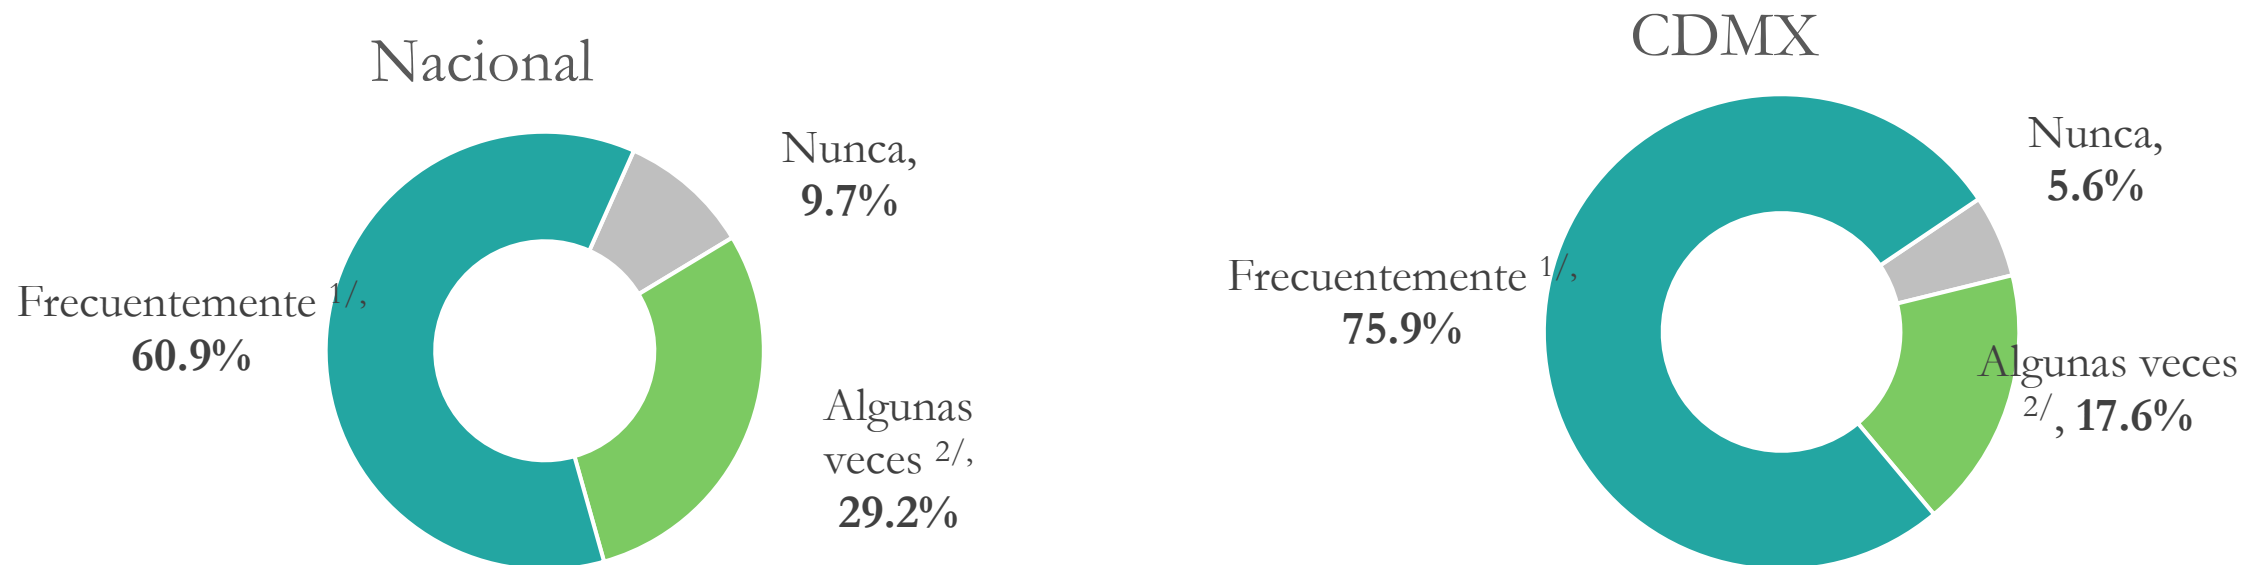 Nacional
Nunca,
9.7%
Frecuentemente 1/,
60.9%
Algunas
veces 2/,
29.2%
CDMX
Nunca,
5.6%
Frecuentemente 1/,
75.9%
Algunas veces
2/, 17.6%